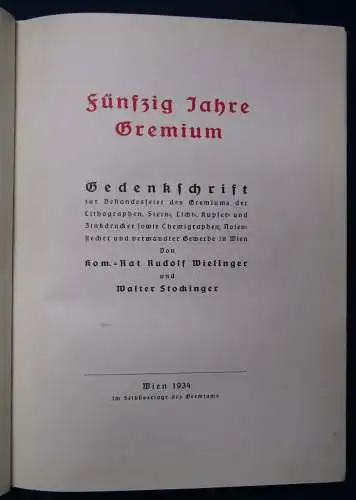 Fünfzig Jahre
Gremium
Gedenkschrift
zur Bestandesfeier des Gremiums der
Lithographen, Stein-, Licht-, Kupfer- und
Zinkdrucker sowie Chemigraphen, Noten-
stecher und verwandter Gewerbe in Wien
Von
Kom.-Rat Rudolf Wielinger
und
Walter Stockinger
Wien 1934
Im Selbstverlage des Gremiums